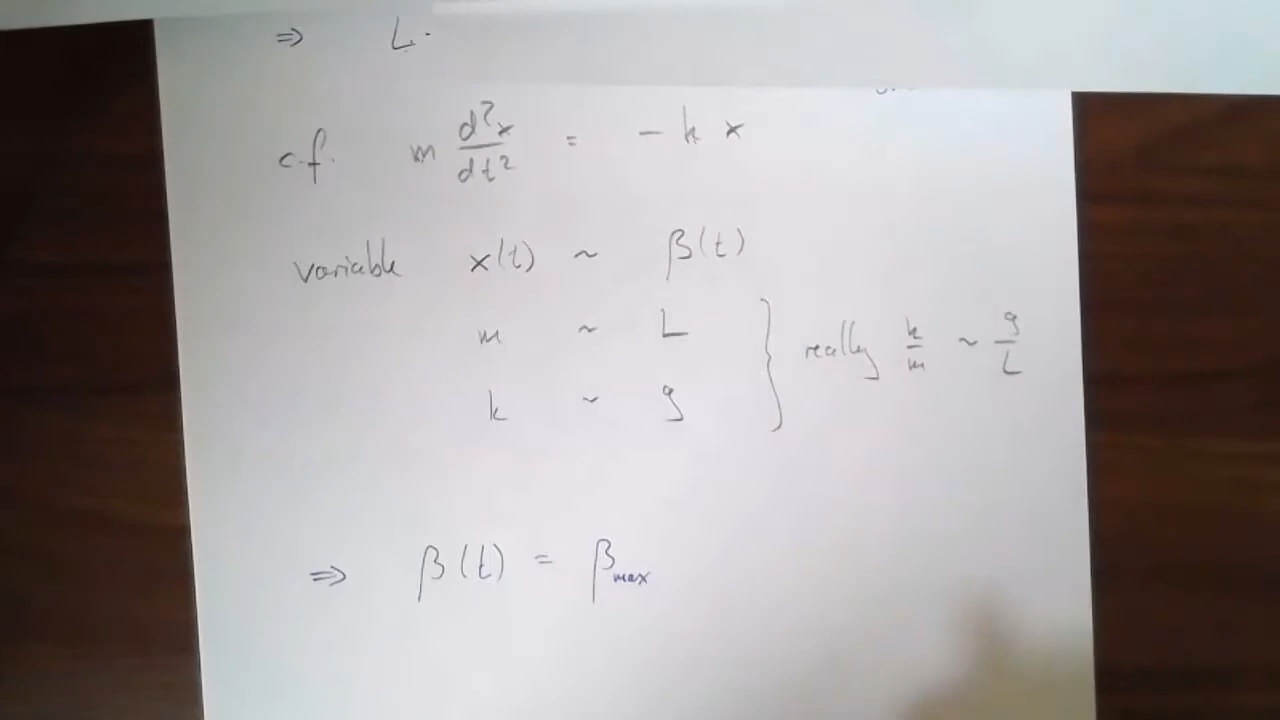 ⇒ L.
c.f. m d²x/dt² = - k x
variable x(t) ~ β(t)
m ~ L
k ~ g
} really k/m ~ g/L
⇒ β(t) = β_max